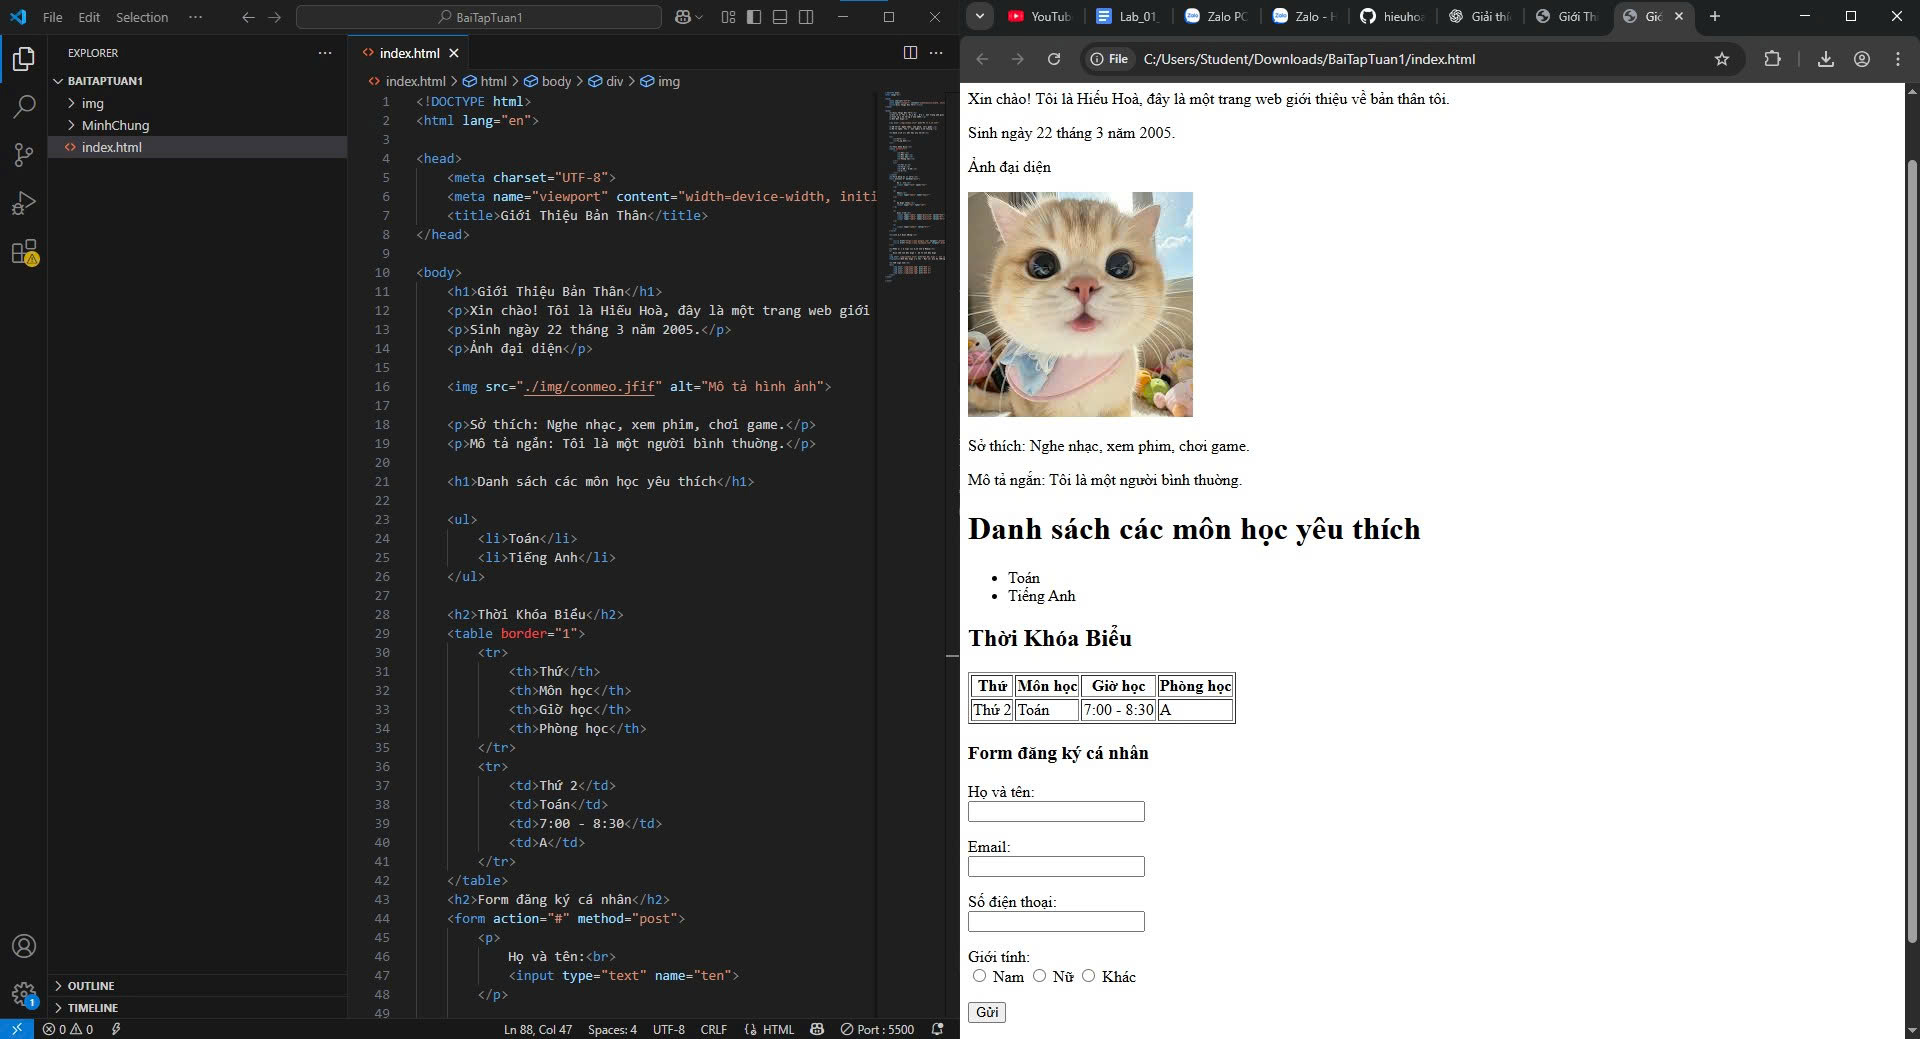 File Edit Selection ··· BaiTapTuan1
EXPLORER ···
BAITAPTUAN1
img
MinhChung
index.html
OUTLINE
TIMELINE
index.html
index.html > html > body > div > img
1 <!DOCTYPE html>
2 <html lang="en">
3
4 <head>
5 <meta charset="UTF-8">
6 <meta name="viewport" content="width=device-width, initi
7 <title>Giới Thiệu Bản Thân</title>
8 </head>
9
10 <body>
11 <h1>Giới Thiệu Bản Thân</h1>
12 <p>Xin chào! Tôi là Hiếu Hoà, đây là một trang web giới
13 <p>Sinh ngày 22 tháng 3 năm 2005.</p>
14 <p>Ảnh đại diện</p>
15
16 <img src="./img/conmeo.jfif" alt="Mô tả hình ảnh">
17
18 <p>Sở thích: Nghe nhạc, xem phim, chơi game.</p>
19 <p>Mô tả ngắn: Tôi là một người bình thuờng.</p>
20
21 <h1>Danh sách các môn học yêu thích</h1>
22
23 <ul>
24 <li>Toán</li>
25 <li>Tiếng Anh</li>
26 </ul>
27
28 <h2>Thời Khóa Biểu</h2>
29 <table border="1">
30 <tr>
31 <th>Thứ</th>
32 <th>Môn học</th>
33 <th>Giờ học</th>
34 <th>Phòng học</th>
35 </tr>
36 <tr>
37 <td>Thứ 2</td>
38 <td>Toán</td>
39 <td>7:00 - 8:30</td>
40 <td>A</td>
41 </tr>
42 </table>
43 <h2>Form đăng ký cá nhân</h2>
44 <form action="#" method="post">
45 <p>
46 Họ và tên:<br>
47 <input type="text" name="ten">
48 </p>
49
1
0 0 Ln 88, Col 47 Spaces: 4 UTF-8 CRLF HTML Port : 5500
YouTub Lab_01_ Zalo PC Zalo - H hieuhoa Giải thí Giới Th Giớ
File C:/Users/Student/Downloads/BaiTapTuan1/index.html
Xin chào! Tôi là Hiếu Hoà, đây là một trang web giới thiệu về bản thân tôi.
Sinh ngày 22 tháng 3 năm 2005.
Ảnh đại diện
Sở thích: Nghe nhạc, xem phim, chơi game.
Mô tả ngắn: Tôi là một người bình thuờng.
Danh sách các môn học yêu thích
Toán
Tiếng Anh
Thời Khóa Biểu
Thứ Môn học Giờ học Phòng học
Thứ 2 Toán 7:00 - 8:30 A
Form đăng ký cá nhân
Họ và tên:
Email:
Số điện thoại:
Giới tính:
Nam Nữ Khác
Gửi